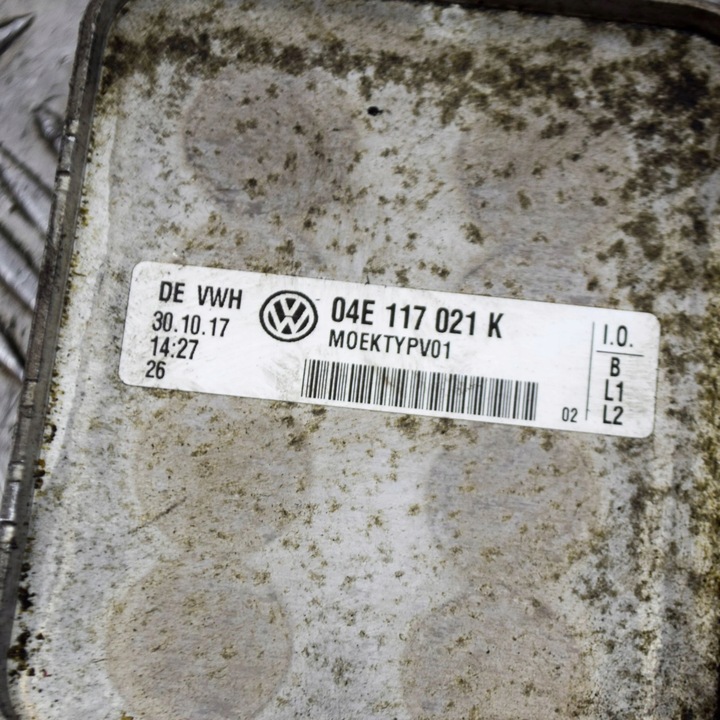 DE VWH
30.10.17
14:27
26
04E 117 021 K
MOEKTYPV01
02
I.O.
B
L1
L2